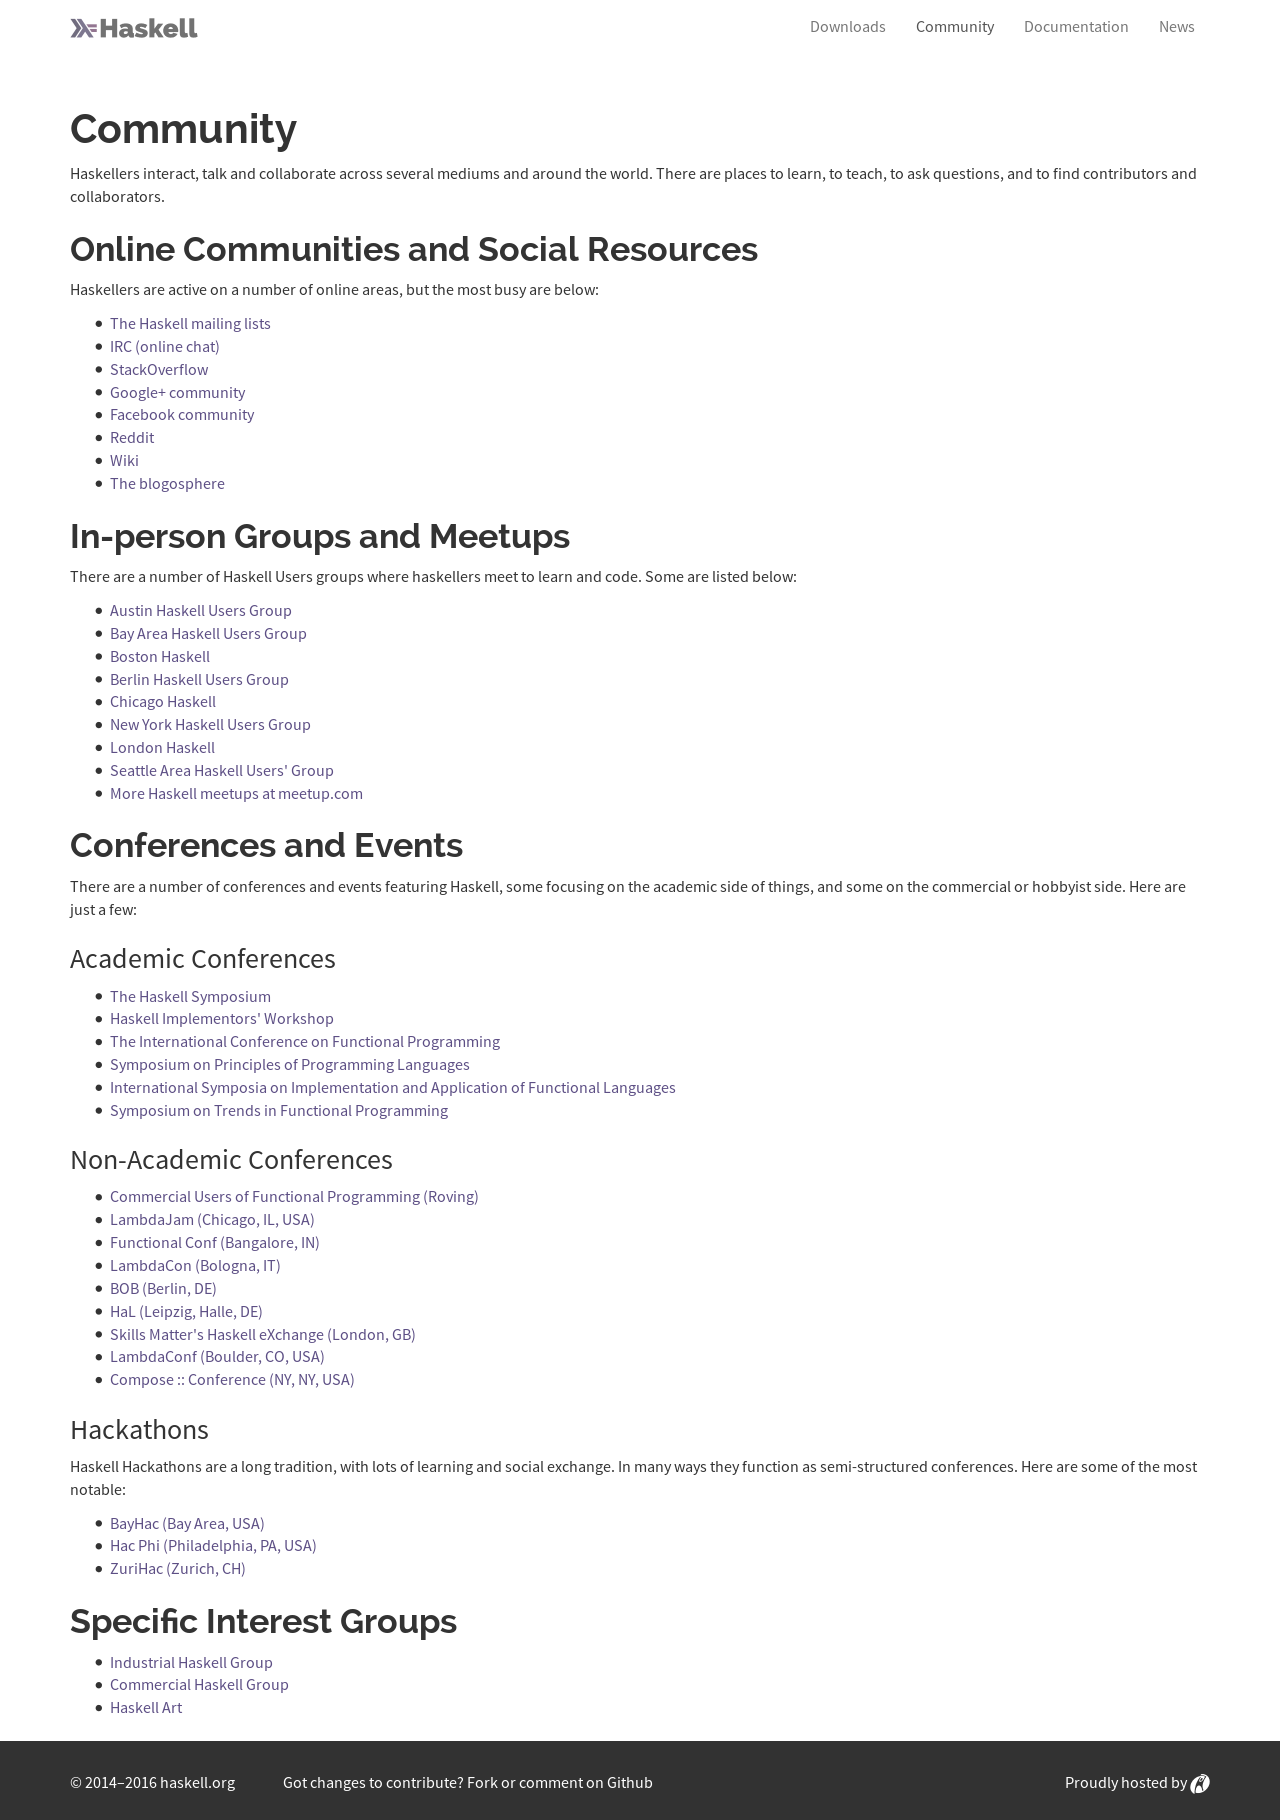 Haskell
Downloads
Community
Documentation
News
Community
Haskellers interact, talk and collaborate across several mediums and around the world. There are places to learn, to teach, to ask questions, and to find contributors and
collaborators.
Online Communities and Social Resources
Haskellers are active on a number of online areas, but the most busy are below:
The Haskell mailing lists
IRC (online chat)
StackOverflow
Google+ community
Facebook community
Reddit
Wiki
The blogosphere
In-person Groups and Meetups
There are a number of Haskell Users groups where haskellers meet to learn and code. Some are listed below:
Austin Haskell Users Group
Bay Area Haskell Users Group
Boston Haskell
Berlin Haskell Users Group
Chicago Haskell
New York Haskell Users Group
London Haskell
Seattle Area Haskell Users' Group
More Haskell meetups at meetup.com
Conferences and Events
There are a number of conferences and events featuring Haskell, some focusing on the academic side of things, and some on the commercial or hobbyist side. Here are
just a few:
Academic Conferences
The Haskell Symposium
Haskell Implementors' Workshop
The International Conference on Functional Programming
Symposium on Principles of Programming Languages
International Symposia on Implementation and Application of Functional Languages
Symposium on Trends in Functional Programming
Non-Academic Conferences
Commercial Users of Functional Programming (Roving)
LambdaJam (Chicago, IL, USA)
Functional Conf (Bangalore, IN)
LambdaCon (Bologna, IT)
BOB (Berlin, DE)
HaL (Leipzig, Halle, DE)
Skills Matter's Haskell eXchange (London, GB)
LambdaConf (Boulder, CO, USA)
Compose :: Conference (NY, NY, USA)
Hackathons
Haskell Hackathons are a long tradition, with lots of learning and social exchange. In many ways they function as semi-structured conferences. Here are some of the most
notable:
BayHac (Bay Area, USA)
Hac Phi (Philadelphia, PA, USA)
ZuriHac (Zurich, CH)
Specific Interest Groups
Industrial Haskell Group
Commercial Haskell Group
Haskell Art
© 2014–2016 haskell.org
Got changes to contribute? Fork or comment on Github
Proudly hosted by